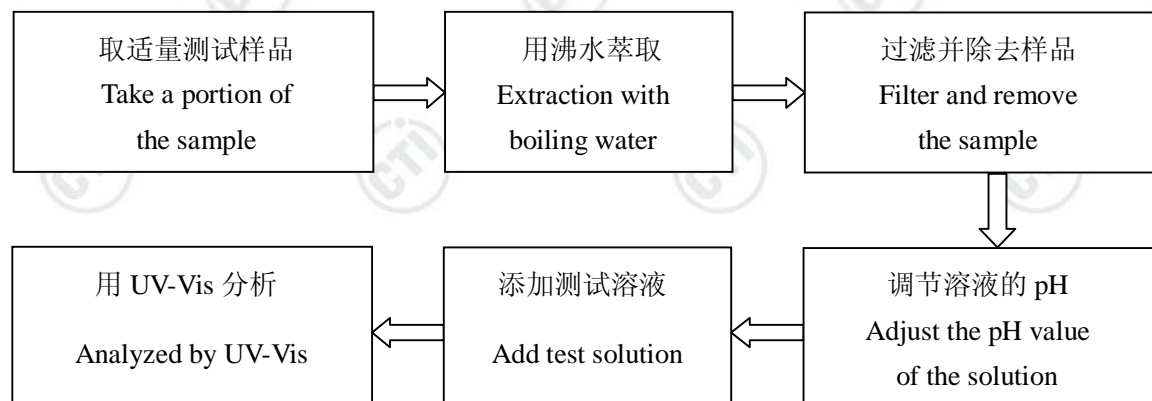 取适量测试样品
Take a portion of
the sample
用沸水萃取
Extraction with
boiling water
过滤并除去样品
Filter and remove
the sample
调节溶液的 pH
Adjust the pH value
of the solution
添加测试溶液
Add test solution
用 UV-Vis 分析
Analyzed by UV-Vis
CTI
CTI
CTI